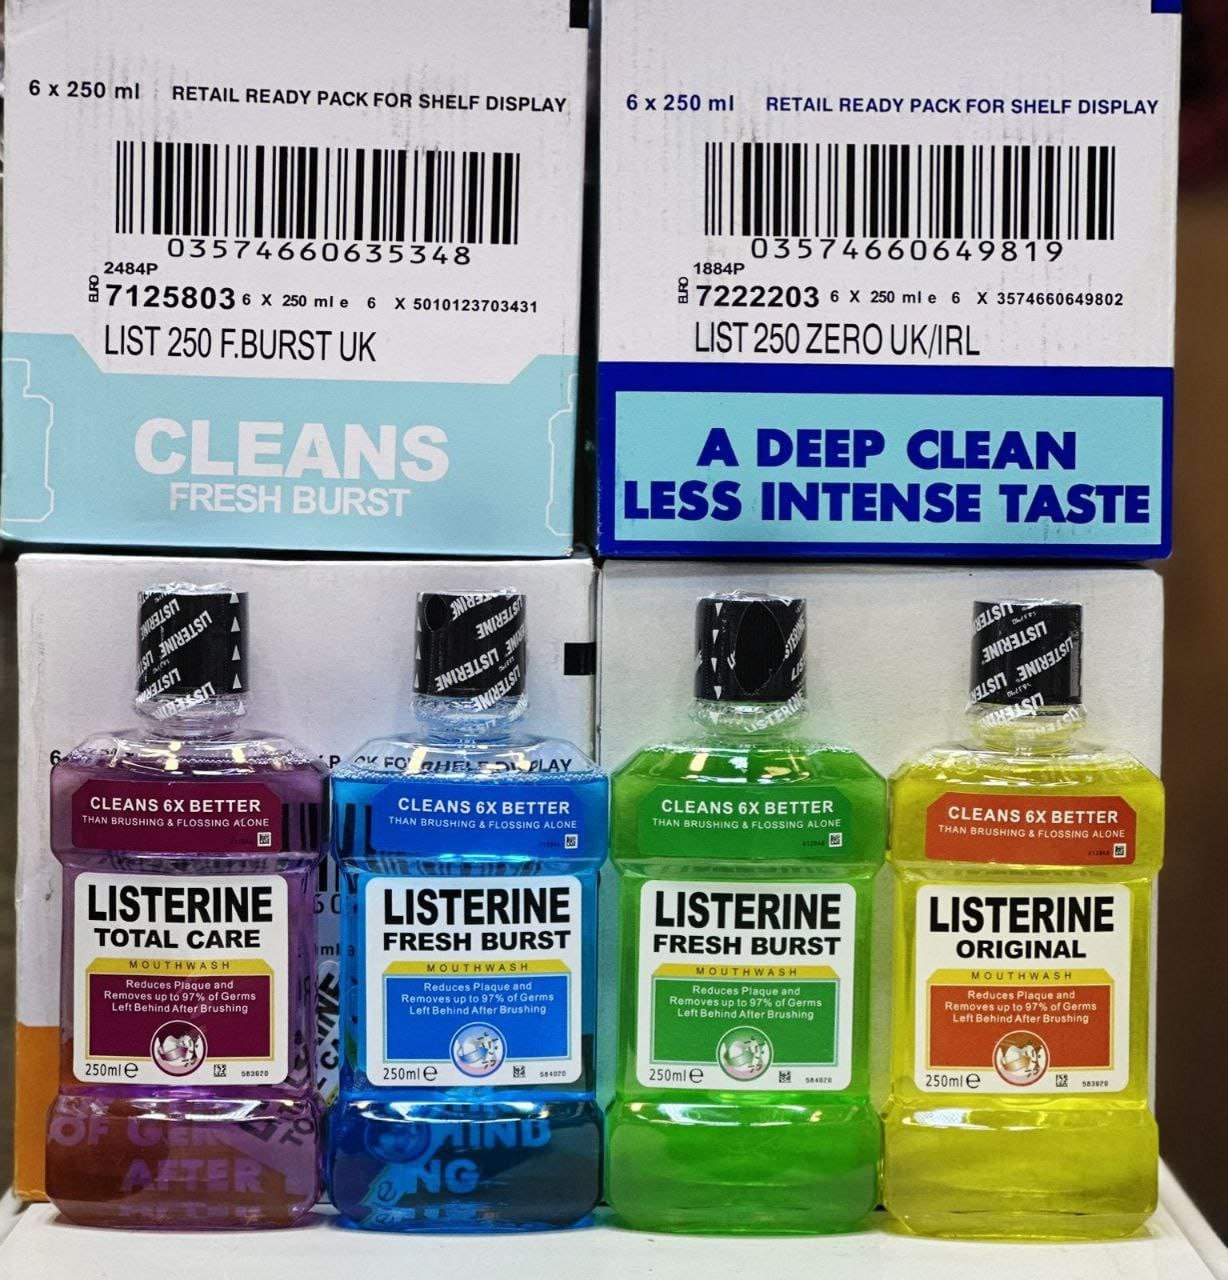 6 x 250 ml RETAIL READY PACK FOR SHELF DISPLAY
03574660635348
2484P
EURO 7125803 6 X 250 ml e 6 X 5010123703431
LIST 250 F.BURST UK
CLEANS
FRESH BURST
6 x 250 ml RETAIL READY PACK FOR SHELF DISPLAY
03574660649819
1884P
EURO 7222203 6 X 250 ml e 6 X 3574660649802
LIST 250 ZERO UK/IRL
A DEEP CLEAN
LESS INTENSE TASTE
LISTERINE
CLEANS 6X BETTER
THAN BRUSHING & FLOSSING ALONE
LISTERINE
TOTAL CARE
MOUTHWASH
Reduces Plaque and
Removes up to 97% of Germs
Left Behind After Brushing
250ml e
AFTER
LISTERINE
CLEANS 6X BETTER
THAN BRUSHING & FLOSSING ALONE
LISTERINE
FRESH BURST
MOUTHWASH
Reduces Plaque and
Removes up to 97% of Germs
Left Behind After Brushing
250ml e 584020
LISTERINE
CLEANS 6X BETTER
THAN BRUSHING & FLOSSING ALONE
LISTERINE
FRESH BURST
MOUTHWASH
Reduces Plaque and
Removes up to 97% of Germs
Left Behind After Brushing
250ml e 584020
LISTERINE
CLEANS 6X BETTER
THAN BRUSHING & FLOSSING ALONE
LISTERINE
ORIGINAL
MOUTHWASH
Reduces Plaque and
Removes up to 97% of Germs
Left Behind After Brushing
250ml e